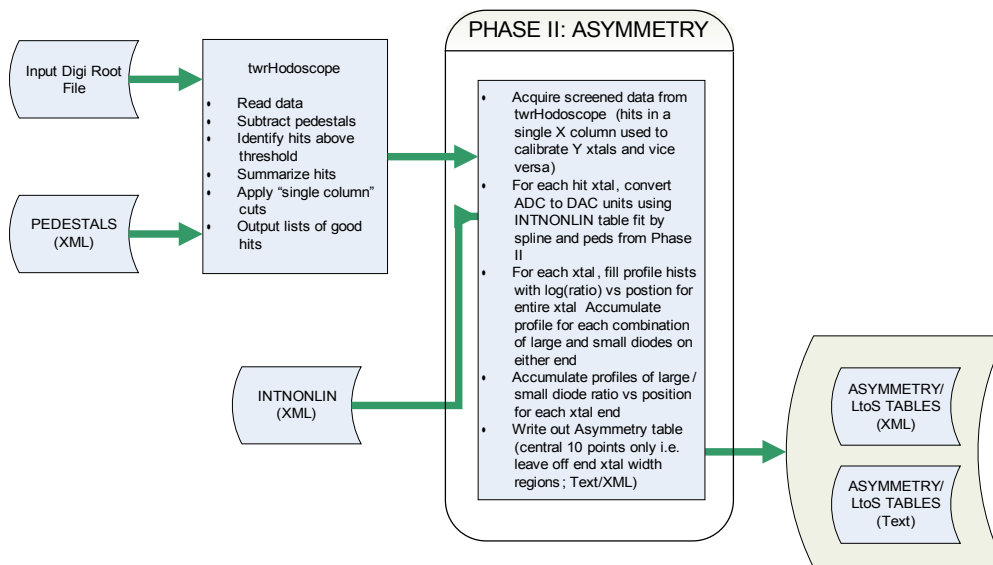 PHASE II: ASYMMETRY
Input Digi Root
File
twrHodoscope
• Read data
• Subtract pedestals
• Identify hits above
threshold
• Summarize hits
• Apply “single column”
cuts
• Output lists of good
hits
PEDESTALS
(XML)
• Acquire screened data from
twrHodoscope (hits in a
single X column used to
calibrate Y xtals and vice
versa)
• For each hit xtal, convert
ADC to DAC units using
INTNONLIN table fit by
spline and peds from Phase
II
• For each xtal, fill profile hists
with log(ratio) vs postion for
entire xtal Accumulate
profile for each combination
of large and small diodes on
either end
• Accumulate profiles of large /
small diode ratio vs position
for each xtal end
• Write out Asymmetry table
(central 10 points only i.e.
leave off end xtal width
regions; Text/XML)
INTNONLIN
(XML)
ASYMMETRY/
LtoS TABLES
(XML)
ASYMMETRY/
LtoS TABLES
(Text)